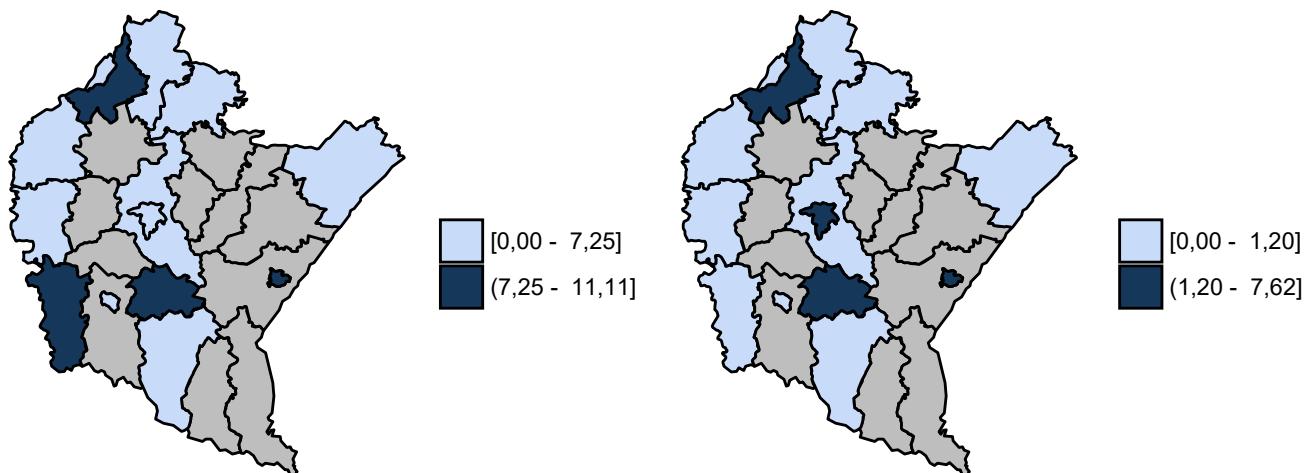 [0,00 - 7,25]
(7,25 - 11,11]
[0,00 - 1,20]
(1,20 - 7,62]